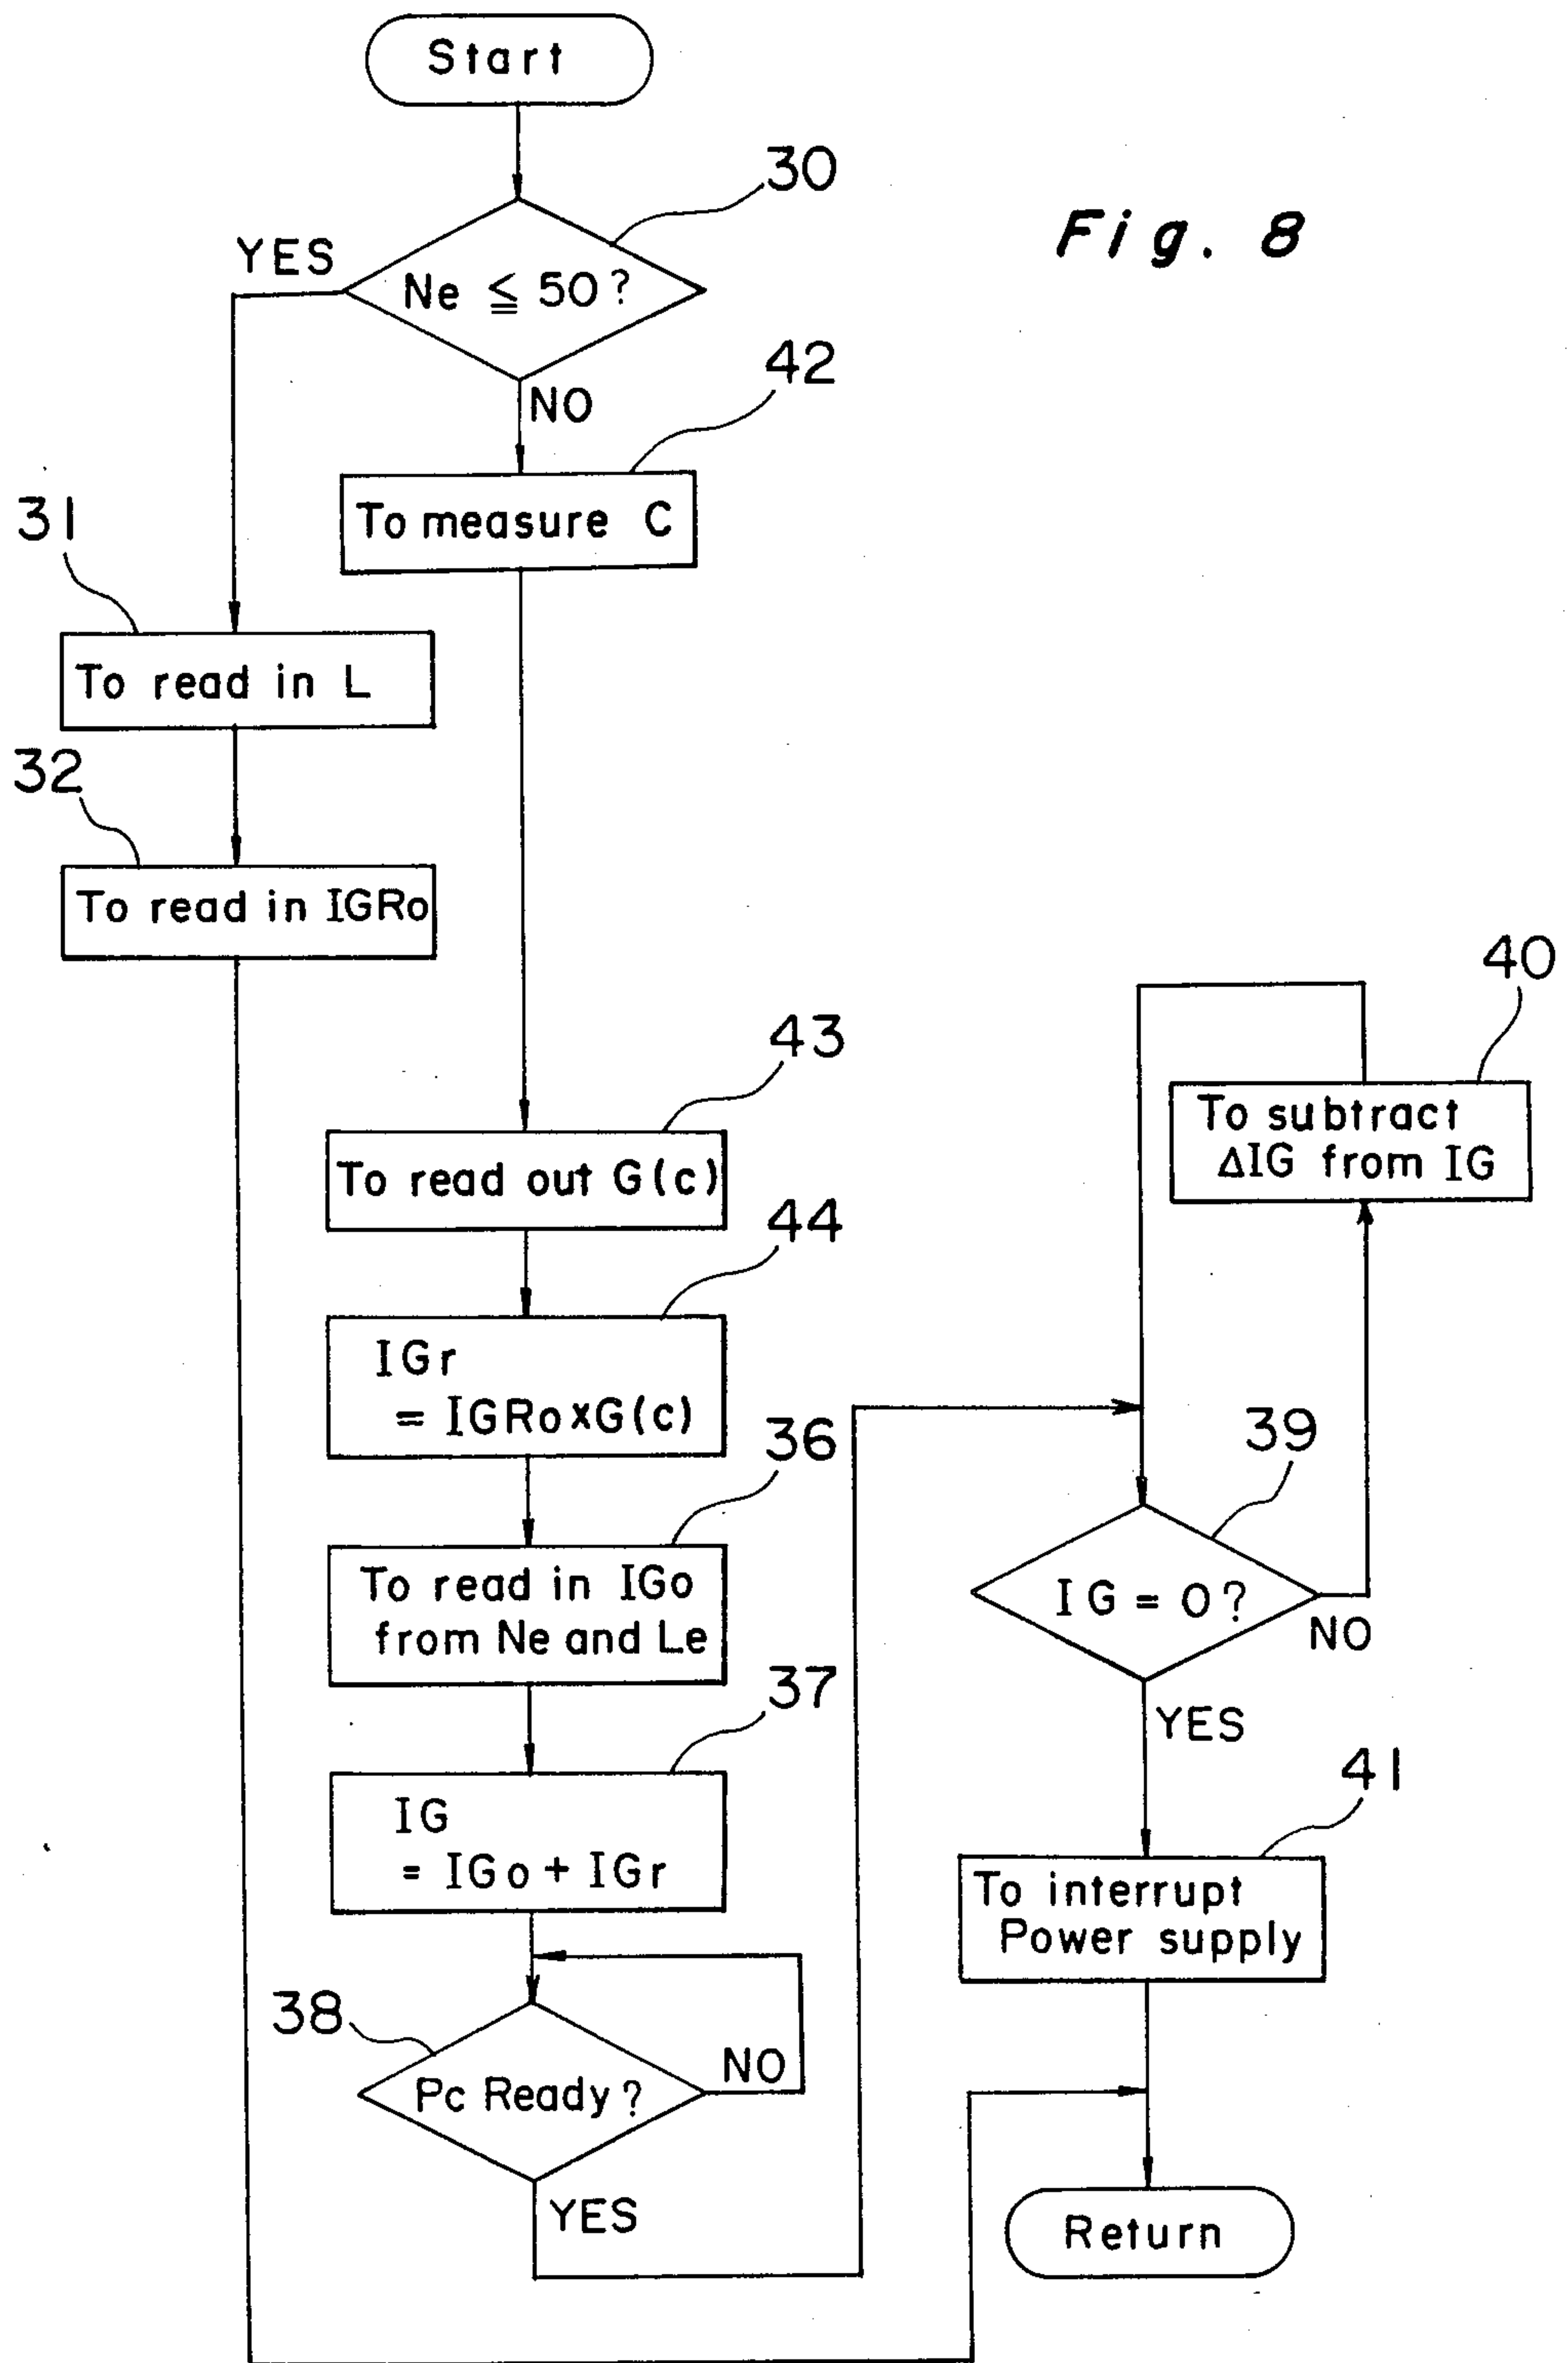 Start
30
Fig. 8
YES
Ne ≦ 50?
42
NO
31
To measure C
To read in L
32
To read in IGRo
40
43
To subtract
ΔIG from IG
To read out G(c)
44
IGr
= IGRo x G(c)
36
39
To read in IGo
from Ne and Le
IG = 0?
NO
37
YES
IG
= IGo + IGr
41
To interrupt
Power supply
38
NO
Pc Ready?
YES
Return